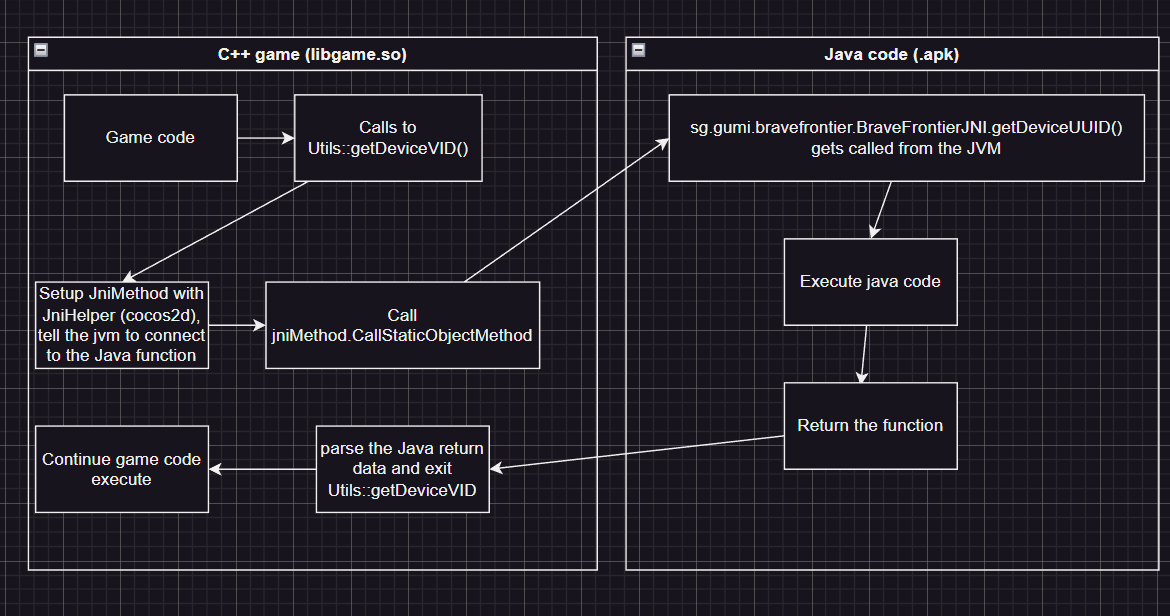 C++ game (libgame.so)
Game code
Calls to
Utils::getDeviceVID()
Setup JniMethod with
JniHelper (cocos2d),
tell the jvm to connect
to the Java function
Call
jniMethod.CallStaticObjectMethod
Continue game code
execute
parse the Java return
data and exit
Utils::getDeviceVID
Java code (.apk)
sg.gumi.bravefrontier.BraveFrontierJNI.getDeviceUUID()
gets called from the JVM
Execute java code
Return the function